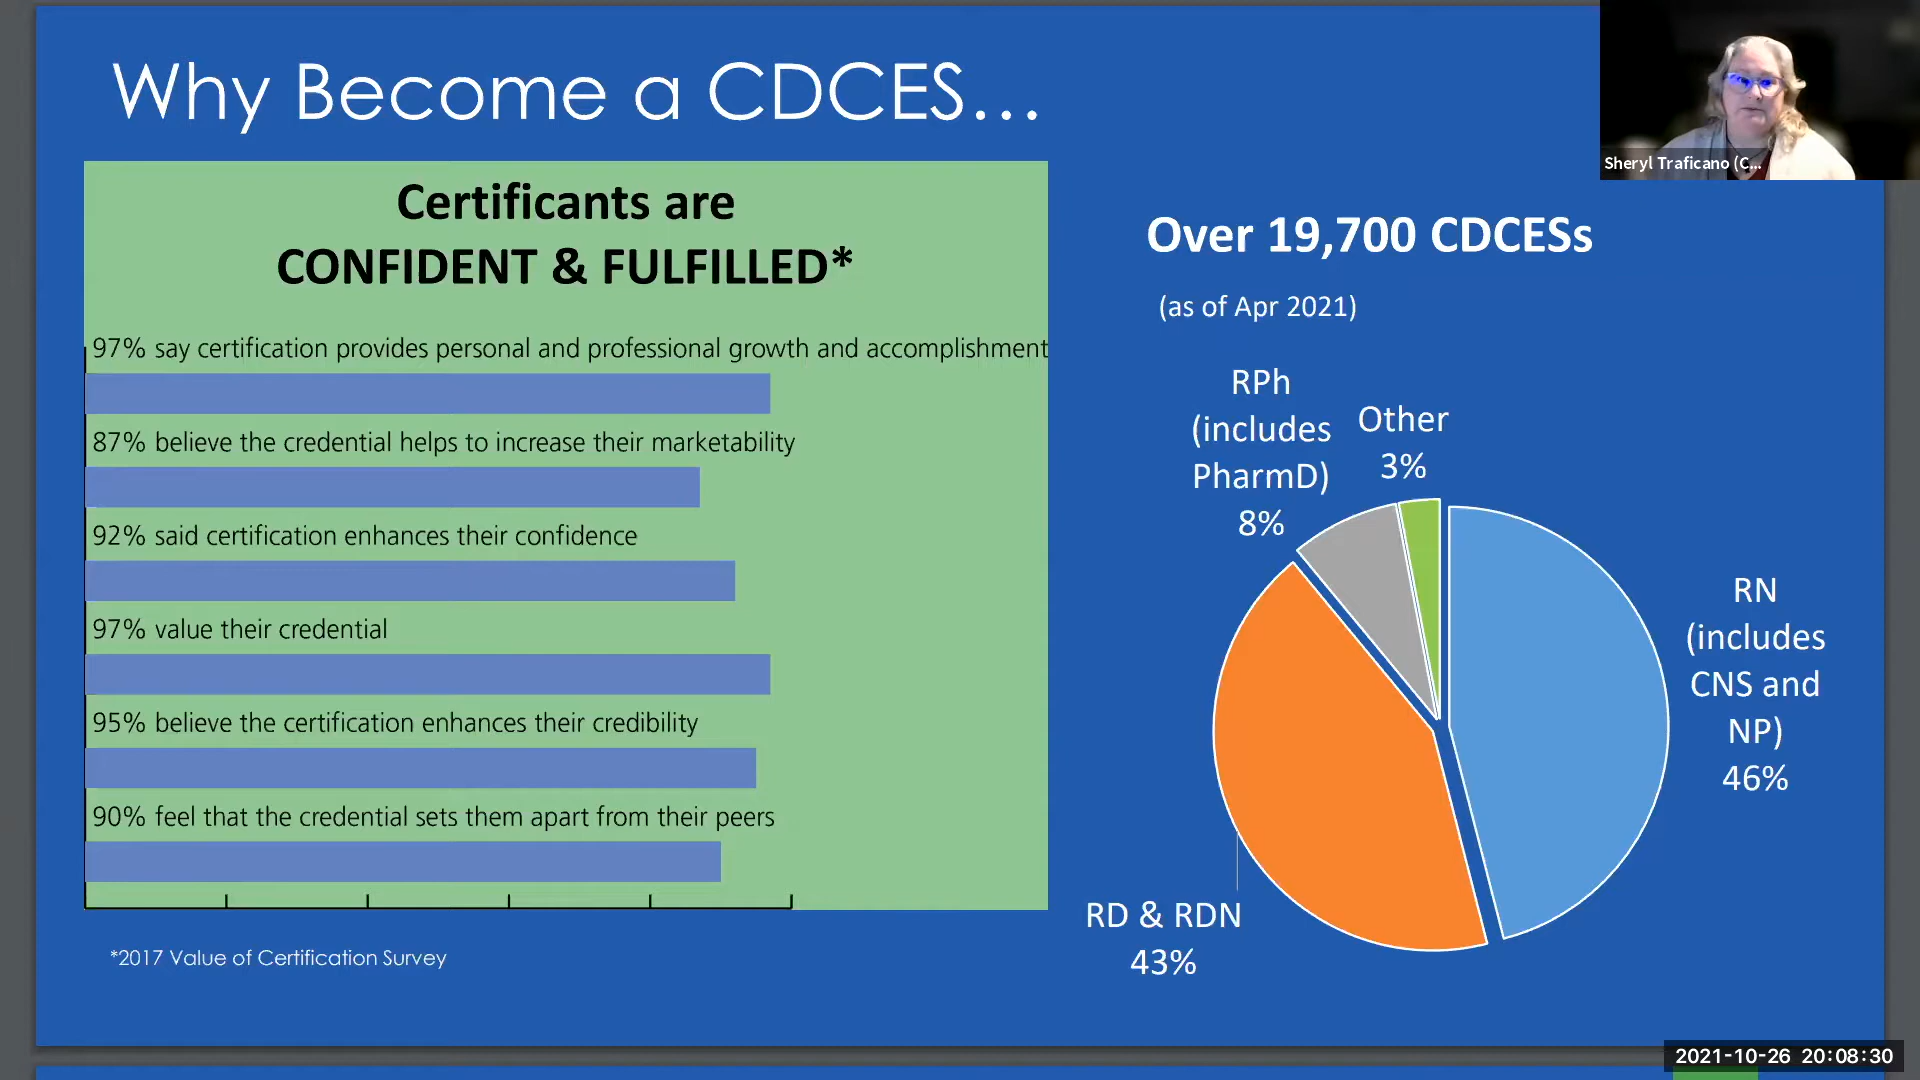 Why Become a CDCES...
Certificants are
CONFIDENT & FULFILLED*
97% say certification provides personal and professional growth and accomplishment
87% believe the credential helps to increase their marketability
92% said certification enhances their confidence
97% value their credential
95% believe the certification enhances their credibility
90% feel that the credential sets them apart from their peers
*2017 Value of Certification Survey
Sheryl Traficano (C...
Over 19,700 CDCESs
(as of Apr 2021)
RPh
(includes
PharmD)
8%
Other
3%
RN
(includes
CNS and
NP)
46%
RD & RDN
43%
2021-10-26 20:08:30